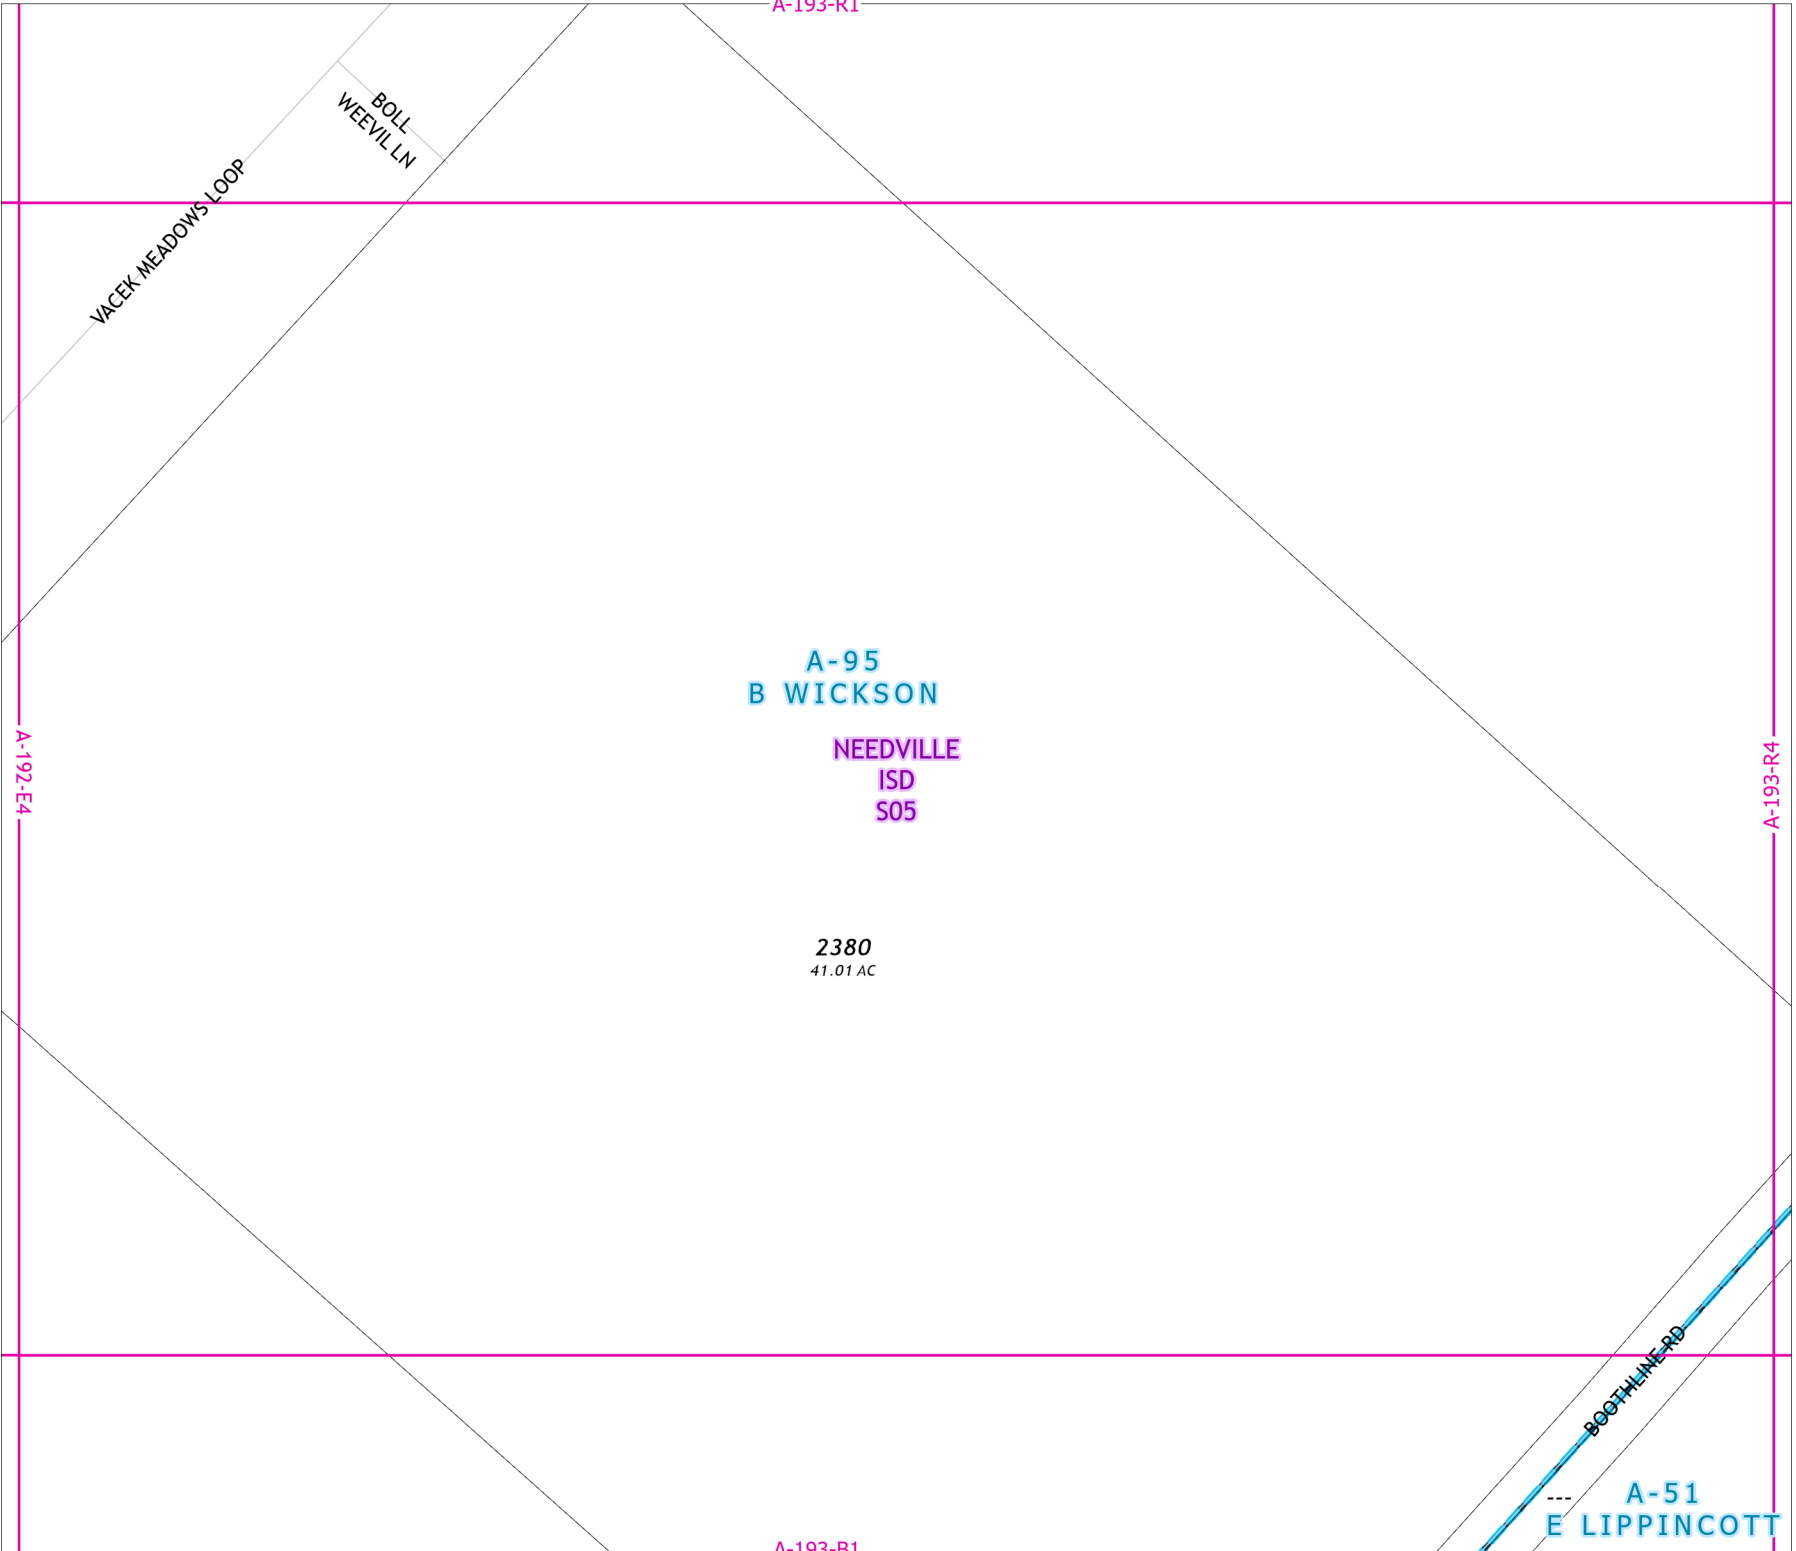 A-193-R1
BOLL
WEEVIL LN
VACEK MEADOWS LOOP
A-95
B WICKSON
NEEDVILLE
ISD
S05
A-192-E4
A-193-R4
2380
41.01 AC
BOOTHLINE RD
---
A-51
E LIPPINCOTT
A-193-B1